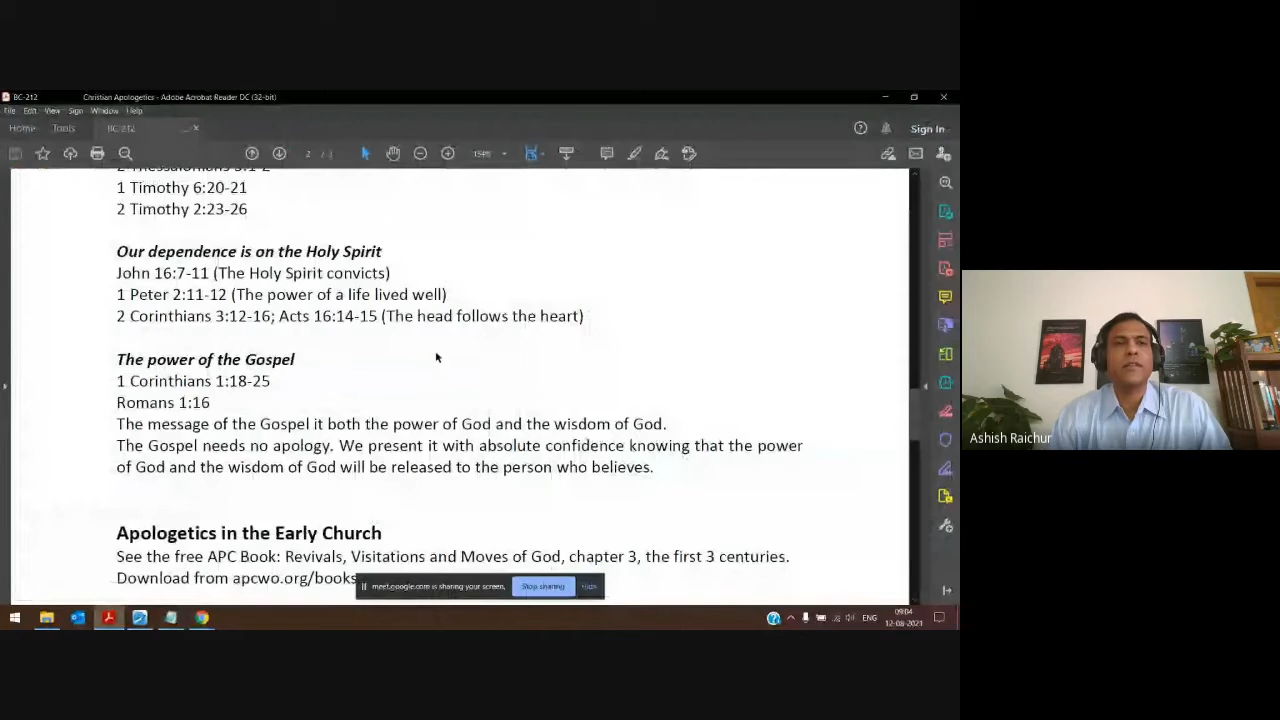 BC-212 Christian Apologetics - Adobe Acrobat Reader DC (32-bit)
File Edit View Sign Window Help
Home Tools BC-212 Sign In
2 154%
1 Timothy 6:20-21
2 Timothy 2:23-26
Our dependence is on the Holy Spirit
John 16:7-11 (The Holy Spirit convicts)
1 Peter 2:11-12 (The power of a life lived well)
2 Corinthians 3:12-16; Acts 16:14-15 (The head follows the heart)
The power of the Gospel
1 Corinthians 1:18-25
Romans 1:16
The message of the Gospel it both the power of God and the wisdom of God.
The Gospel needs no apology. We present it with absolute confidence knowing that the power
of God and the wisdom of God will be released to the person who believes.
Apologetics in the Early Church
See the free APC Book: Revivals, Visitations and Moves of God, chapter 3, the first 3 centuries.
Download from apcwo.org/books
meet.google.com is sharing your screen. Stop sharing Hide
ENG 09:04
12-08-2021
Ashish Raichur